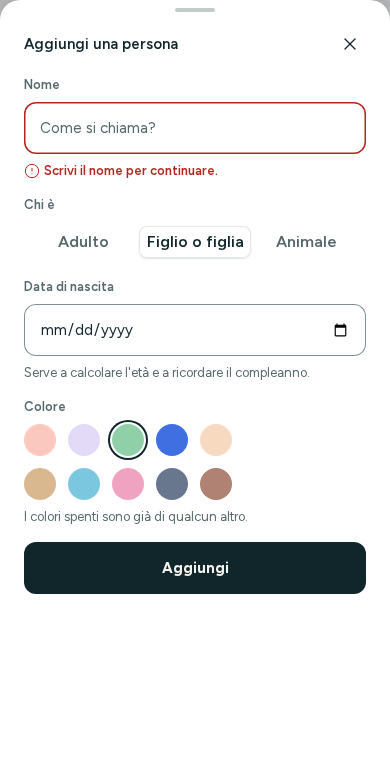 Aggiungi una persona
Nome
Come si chiama?
Scrivi il nome per continuare.
Chi è
Adulto
Figlio o figlia
Animale
Data di nascita
mm/dd/yyyy
Serve a calcolare l'età e a ricordare il compleanno.
Colore
I colori spenti sono già di qualcun altro.
Aggiungi